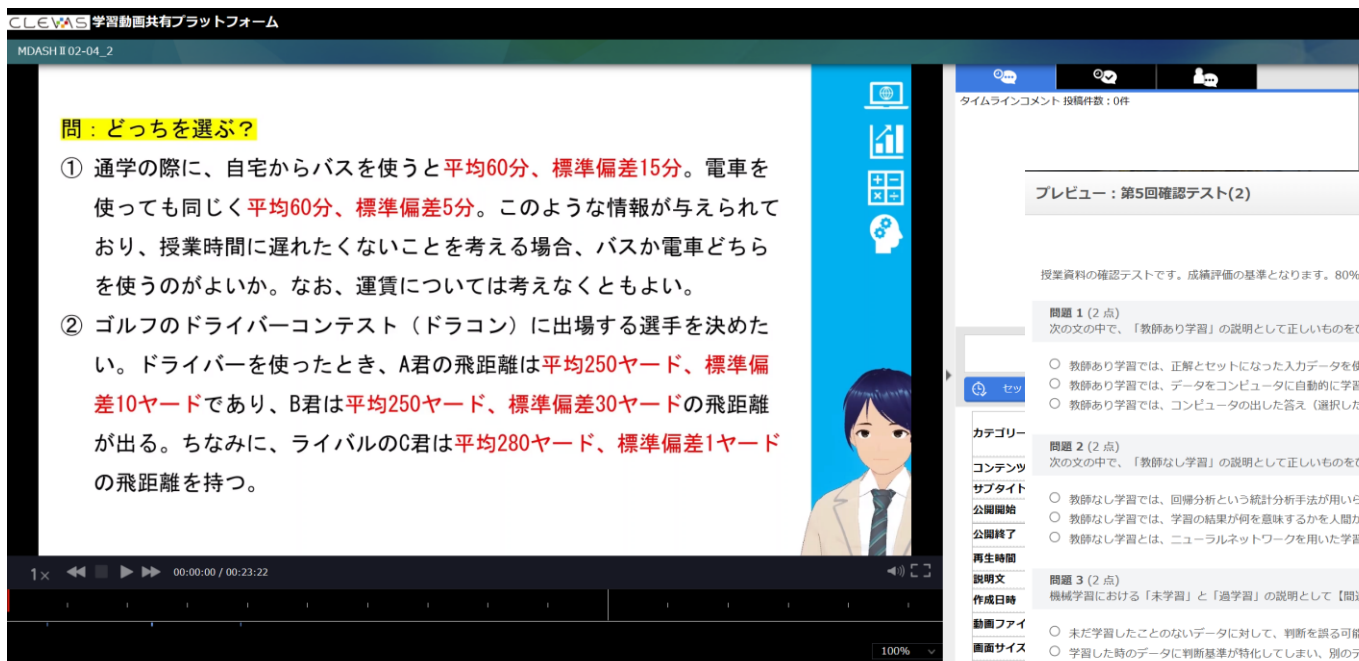 CLEVAS 学習動画共有プラットフォーム
MDASHⅡ02-04_2
問：どっちを選ぶ？
① 通学の際に、自宅からバスを使うと平均60分、標準偏差15分。電車を
使っても同じく平均60分、標準偏差5分。このような情報が与えられて
おり、授業時間に遅れたくないことを考える場合、バスか電車どちら
を使うのがよいか。なお、運賃については考えなくともよい。
② ゴルフのドライバーコンテスト（ドラコン）に出場する選手を決めた
い。ドライバーを使ったとき、A君の飛距離は平均250ヤード、標準偏
差10ヤードであり、B君は平均250ヤード、標準偏差30ヤードの飛距離
が出る。ちなみに、ライバルのC君は平均280ヤード、標準偏差1ヤード
の飛距離を持つ。
1×
00:00:00 / 00:23:22
100%
タイムラインコメント 投稿件数：0件
セッ
カテゴリー
コンテンツ
サブタイト
公開開始
公開終了
再生時間
説明文
作成日時
動画ファイ
画面サイズ
プレビュー：第5回確認テスト(2)
授業資料の確認テストです。成績評価の基準となります。80%
問題 1 (2 点)
次の文の中で、「教師あり学習」の説明として正しいものを
教師あり学習では、正解とセットになった入力データを
教師あり学習では、データをコンピュータに自動的に学
教師あり学習では、コンピュータの出した答え（選択し
問題 2 (2 点)
次の文の中で、「教師なし学習」の説明として正しいものを
教師なし学習では、回帰分析という統計分析手法が用い
教師なし学習では、学習の結果が何を意味するかを人間
教師なし学習とは、ニューラルネットワークを用いた学
問題 3 (2 点)
機械学習における「未学習」と「過学習」の説明として【間
未だ学習したことのないデータに対して、判断を誤る可
学習した時のデータに判断基準が特化してしまい、別の